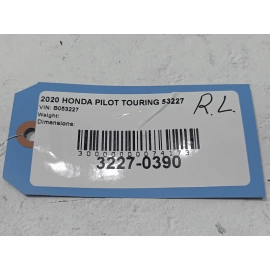 2020 HONDA PILOT TOURING 53227
VIN: B053227
Weight:
Dimensions:
R.L.
3227-0390